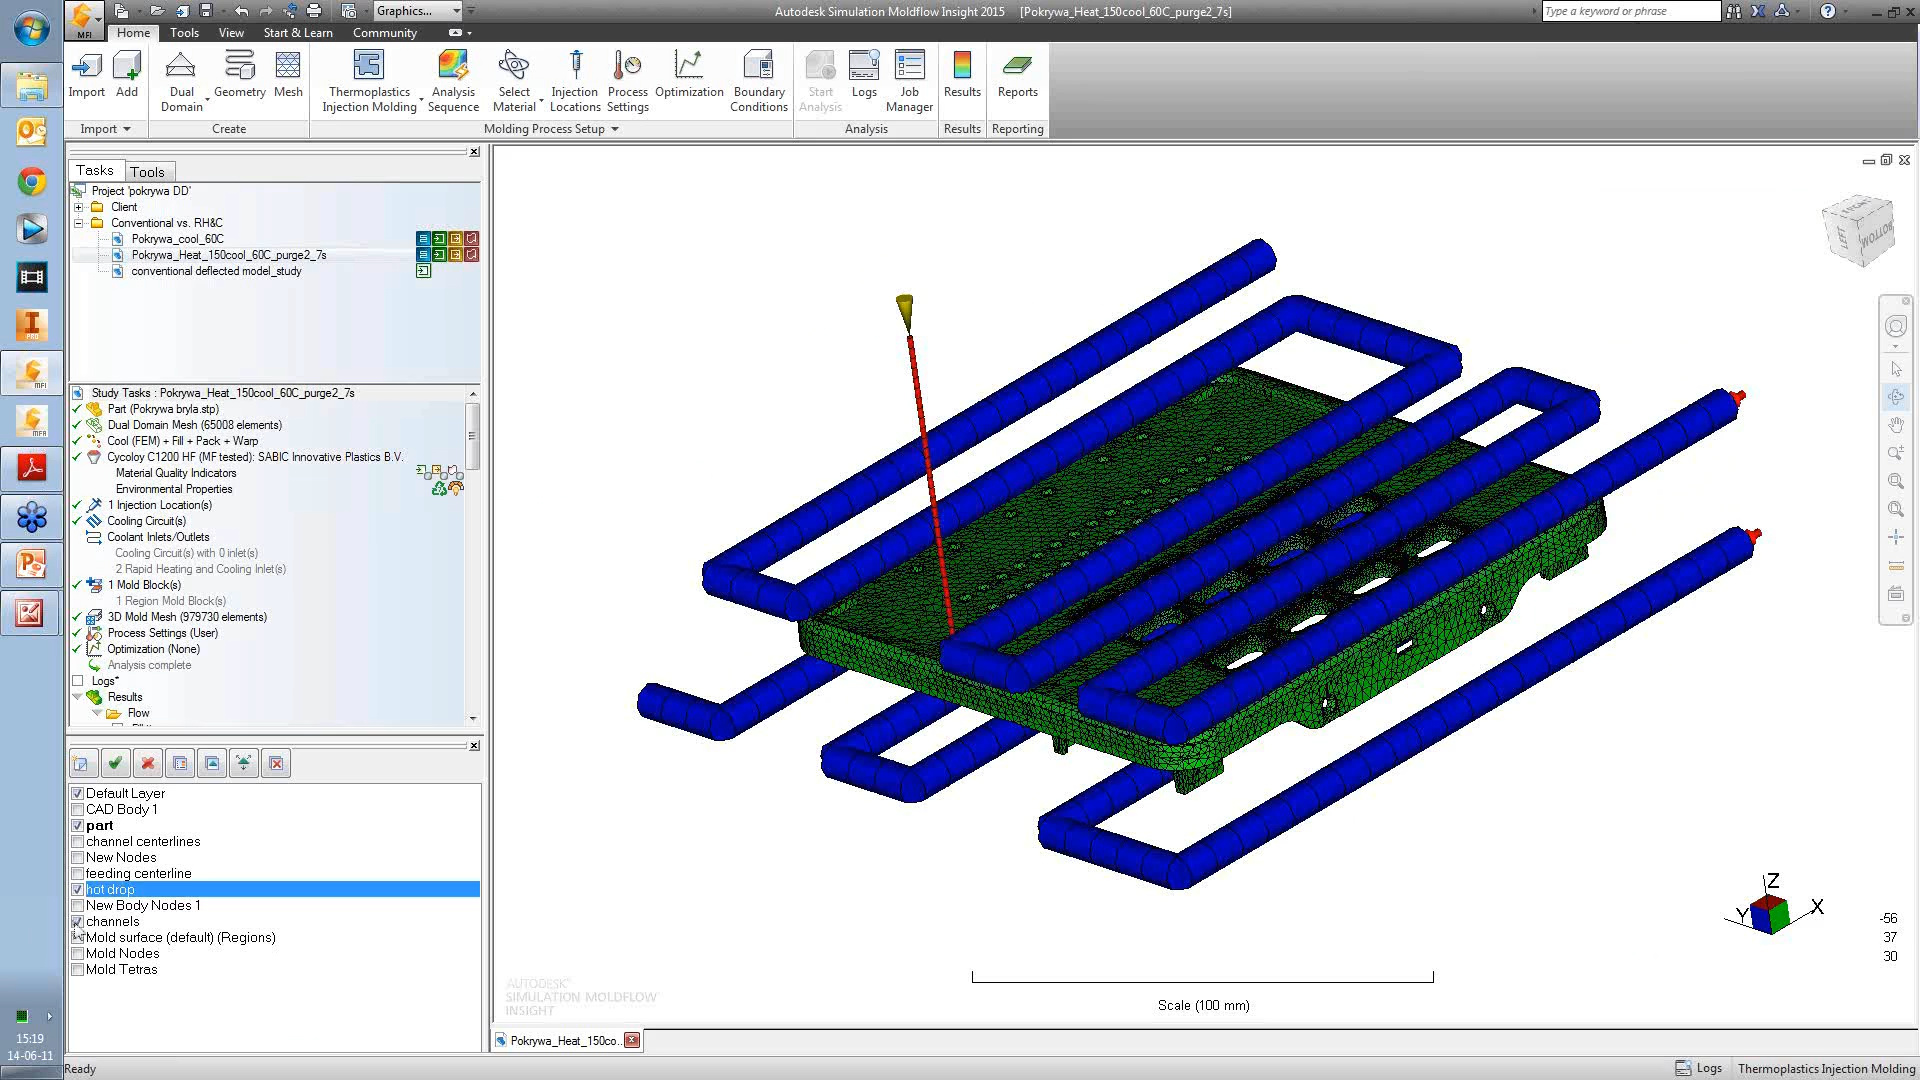 MFI
Graphics...
Autodesk Simulation Moldflow Insight 2015 [Pokrywa_Heat_150cool_60C_purge2_7s]
Type a keyword or phrase
Home
Tools
View
Start & Learn
Community
Import
Add
Dual Domain
Geometry
Mesh
Thermoplastics Injection Molding
Analysis Sequence
Select Material
Injection Locations
Process Settings
Optimization
Boundary Conditions
Start Analysis
Logs
Job Manager
Results
Reports
Import
Create
Molding Process Setup
Analysis
Results
Reporting
Tasks
Tools
Project 'pokrywa DD'
Client
Conventional vs. RH&C
Pokrywa_cool_60C
Pokrywa_Heat_150cool_60C_purge2_7s
conventional deflected model_study
Study Tasks : Pokrywa_Heat_150cool_60C_purge2_7s
Part (Pokrywa bryla.stp)
Dual Domain Mesh (65008 elements)
Cool (FEM) + Fill + Pack + Warp
Cycoloy C1200 HF (MF tested): SABIC Innovative Plastics B.V.
Material Quality Indicators
Environmental Properties
1 Injection Location(s)
Cooling Circuit(s)
Coolant Inlets/Outlets
Cooling Circuit(s) with 0 inlet(s)
2 Rapid Heating and Cooling Inlet(s)
1 Mold Block(s)
1 Region Mold Block(s)
3D Mold Mesh (979730 elements)
Process Settings (User)
Optimization (None)
Analysis complete
Logs*
Results
Flow
Default Layer
CAD Body 1
part
channel centerlines
New Nodes
feeding centerline
hot drop
New Body Nodes 1
channels
Mold surface (default) (Regions)
Mold Nodes
Mold Tetras
FRONT
LEFT
BOTTOM
Z
Y
X
-56
37
30
AUTODESK
SIMULATION MOLDFLOW
INSIGHT
Scale (100 mm)
Pokrywa_Heat_150co...
PRO
MFI
MFA
15:19
14-06-11
Ready
Logs
Thermoplastics Injection Molding